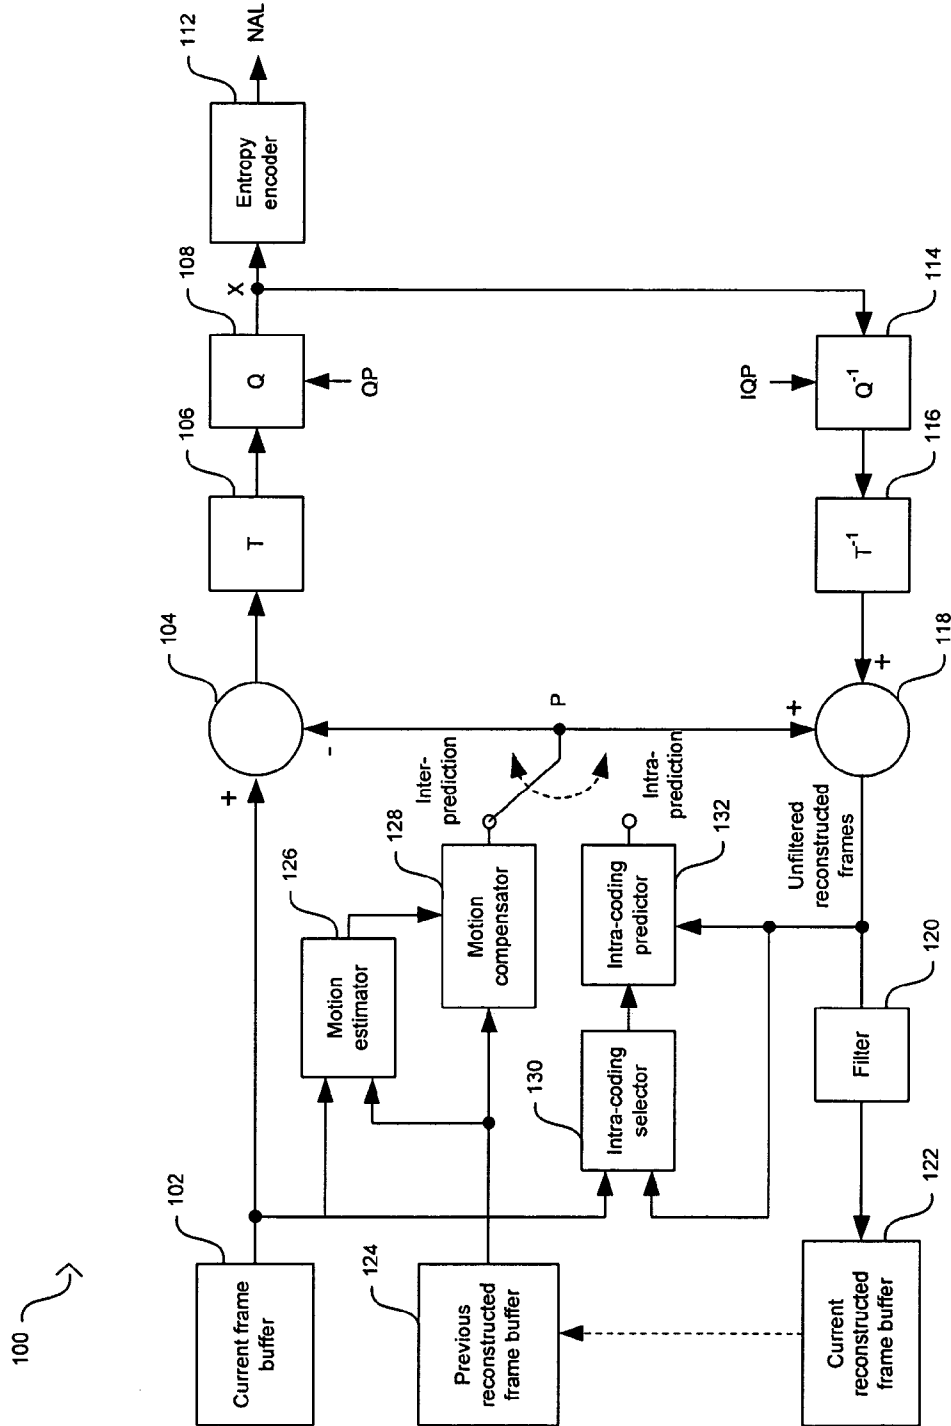 100
102
Current frame
buffer
104
+
-
106
T
108
Q
QP
X
112
Entropy
encoder
NAL
124
Previous
reconstructed
frame buffer
126
Motion
estimator
128
Motion
compensator
Inter-
prediction
P
130
Intra-coding
selector
132
Intra-coding
predictor
Intra-
prediction
122
Current
reconstructed
frame buffer
120
Filter
Unfiltered
reconstructed
frames
118
+
+
116
T-1
114
Q-1
IQP